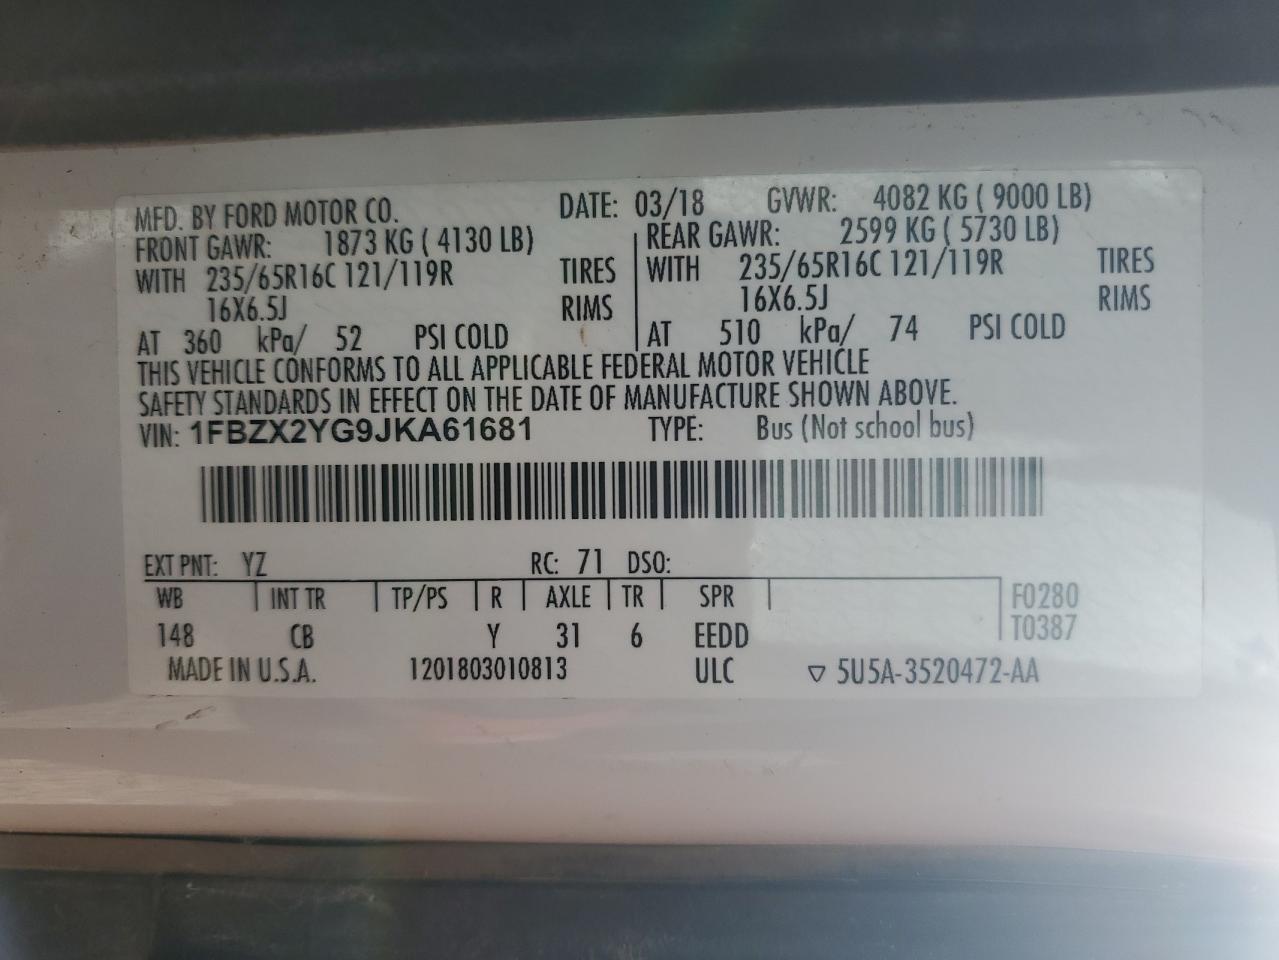 MFD. BY FORD MOTOR CO. DATE: 03/18 GVWR: 4082 KG ( 9000 LB)
FRONT GAWR: 1873 KG ( 4130 LB) REAR GAWR: 2599 KG ( 5730 LB)
WITH 235/65R16C 121/119R TIRES WITH 235/65R16C 121/119R TIRES
16X6.5J RIMS 16X6.5J RIMS
AT 360 kPa/ 52 PSI COLD AT 510 kPa/ 74 PSI COLD
THIS VEHICLE CONFORMS TO ALL APPLICABLE FEDERAL MOTOR VEHICLE
SAFETY STANDARDS IN EFFECT ON THE DATE OF MANUFACTURE SHOWN ABOVE.
VIN: 1FBZX2YG9JKA61681 TYPE: Bus (Not school bus)
EXT PNT: YZ RC: 71 DSO:
WB INT TR TP/PS R AXLE TR SPR F0280
148 CB Y 31 6 EEDD T0387
MADE IN U.S.A. 1201803010813 ULC ▽ 5U5A-3520472-AA